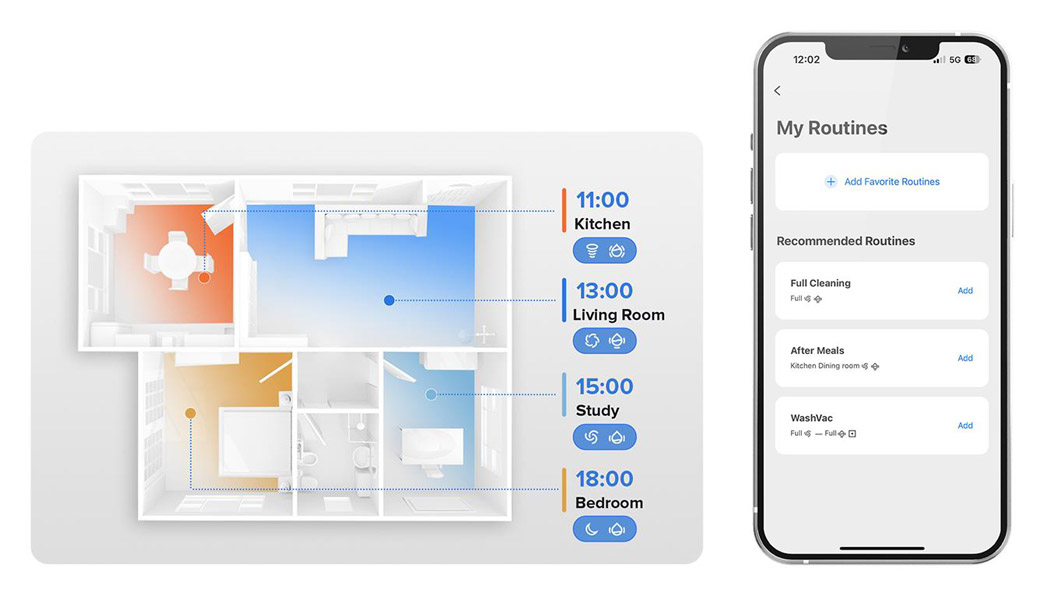 11:00
Kitchen
13:00
Living Room
15:00
Study
18:00
Bedroom
12:02
5G 68
My Routines
Add Favorite Routines
Recommended Routines
Full Cleaning
Full
Add
After Meals
Kitchen Dining room
Add
WashVac
Full — Full
Add